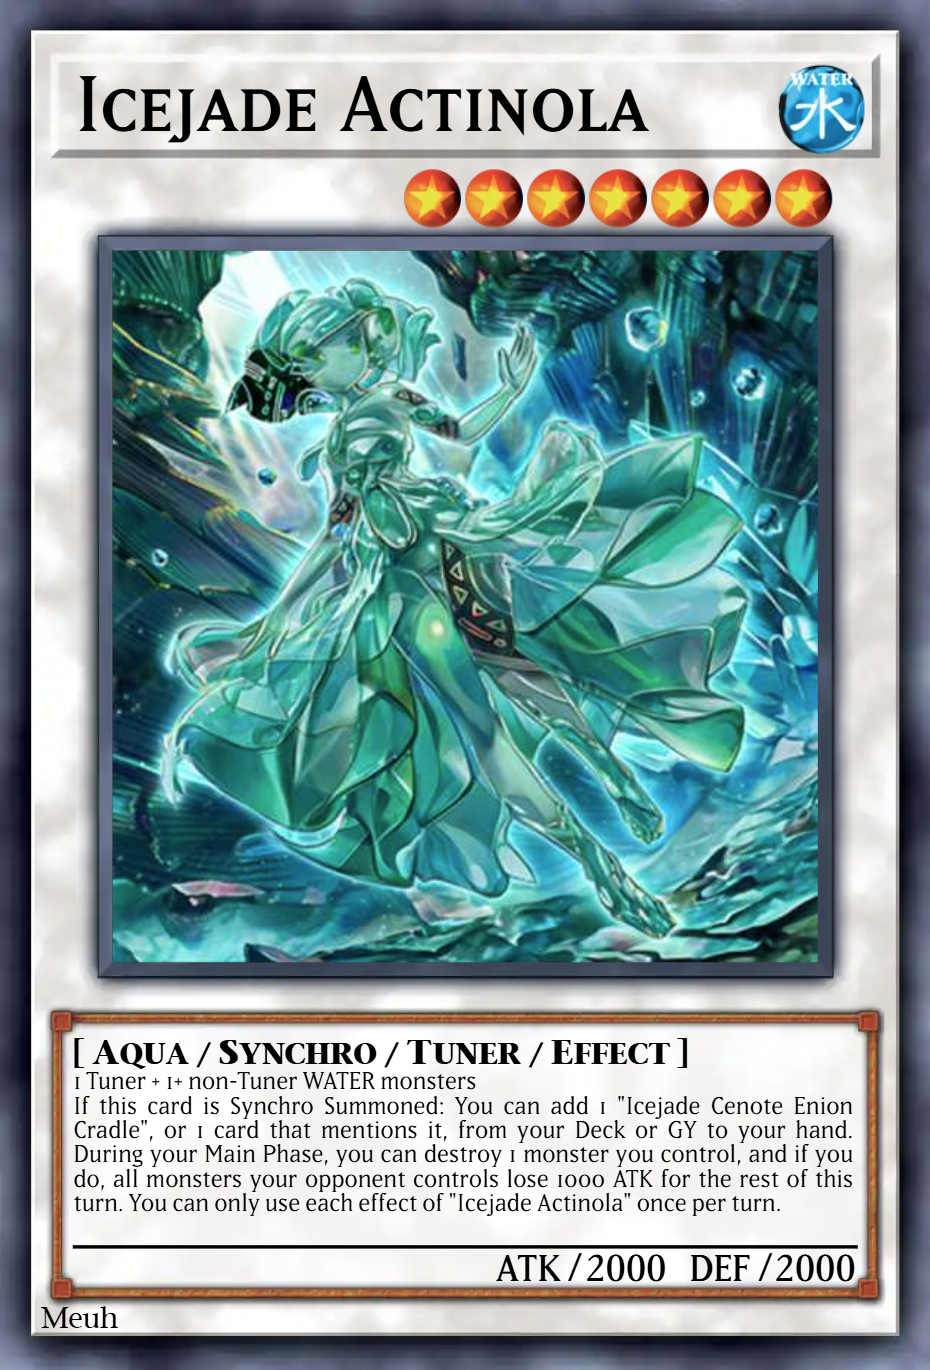 Icejade Actinola
WATER
水
[ Aqua / Synchro / Tuner / Effect ]
1 Tuner + 1+ non-Tuner WATER monsters
If this card is Synchro Summoned: You can add 1 "Icejade Cenote Enion
Cradle", or 1 card that mentions it, from your Deck or GY to your hand.
During your Main Phase, you can destroy 1 monster you control, and if you
do, all monsters your opponent controls lose 1000 ATK for the rest of this
turn. You can only use each effect of "Icejade Actinola" once per turn.
ATK/2000 DEF/2000
Meuh